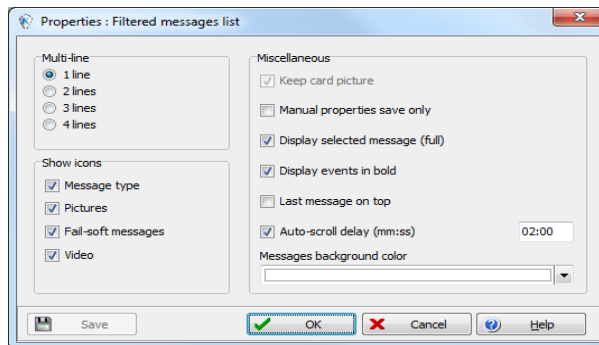 Properties : Filtered messages list
Multi-line
1 line
2 lines
3 lines
4 lines
Show icons
Message type
Pictures
Fail-soft messages
Video
Miscellaneous
Keep card picture
Manual properties save only
Display selected message (full)
Display events in bold
Last message on top
Auto-scroll delay (mm:ss) 02:00
Messages background color
Save OK Cancel Help